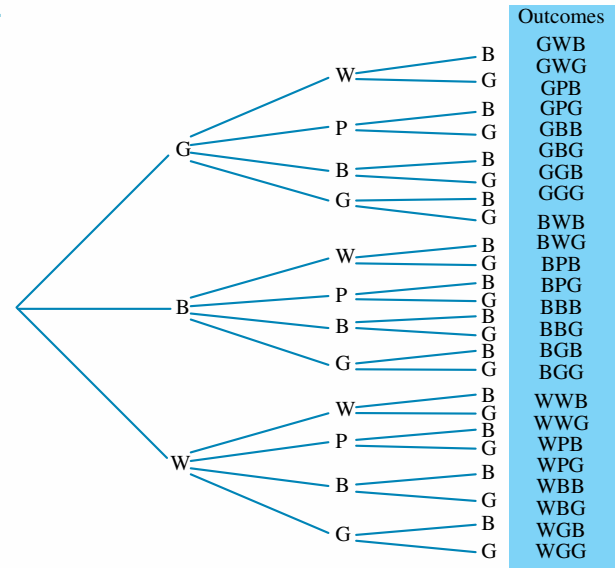 Outcomes
B GWB
W GWG
G GPB
B GPG
P GBB
G GBG
G
B GGB
B
G GGG
G B
G BWB
B BWG
W
G BPB
B BPG
P
G BBB
B B
B BBG
G
B BGB
G
G BGG
B WWB
W
G WWG
B
P WPB
G
W WPG
B
B WBB
G WBG
B WGB
G
G WGG